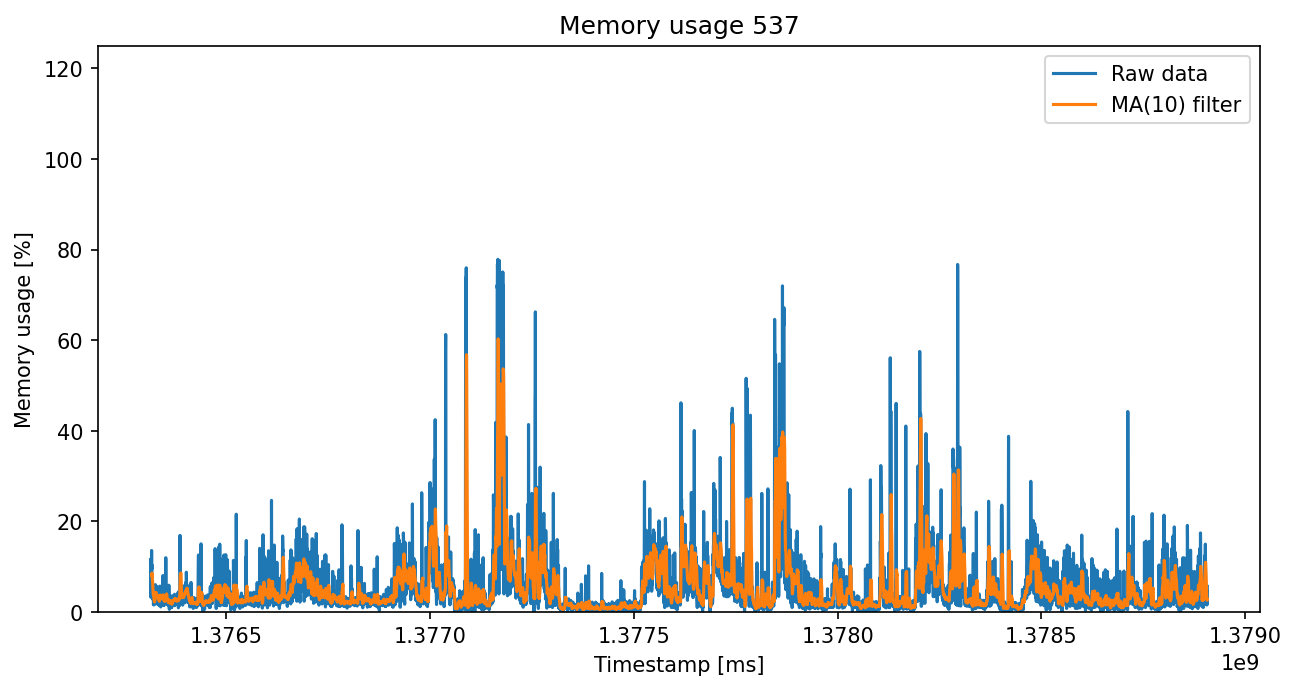 Memory usage 537
Raw data
MA(10) filter
Memory usage [%]
120
100
80
60
40
20
0
1.3765 1.3770 1.3775 1.3780 1.3785 1.3790
1e9
Timestamp [ms]